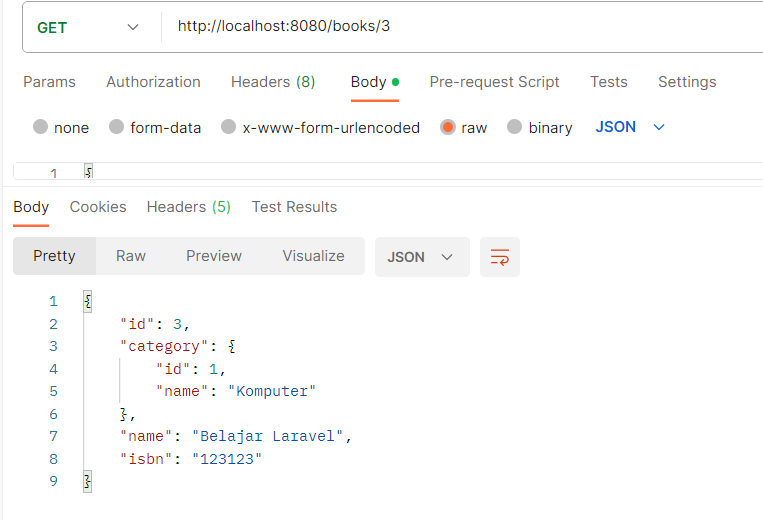 GET http://localhost:8080/books/3
Params Authorization Headers (8) Body Pre-request Script Tests Settings
none form-data x-www-form-urlencoded raw binary JSON
1 {
Body Cookies Headers (5) Test Results
Pretty Raw Preview Visualize JSON
1 {
2 "id": 3,
3 "category": {
4 "id": 1,
5 "name": "Komputer"
6 },
7 "name": "Belajar Laravel",
8 "isbn": "123123"
9 }